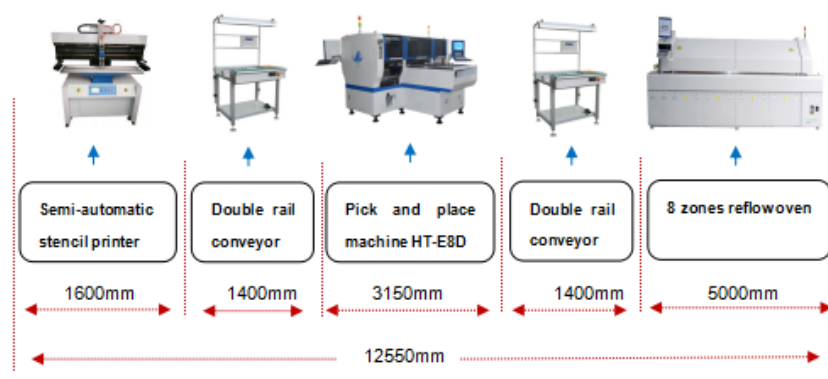 Semi-automatic
stencil printer
Double rail
conveyor
Pick and place
machine HT-E8D
Double rail
conveyor
8 zones reflowoven
1600mm
1400mm
3150mm
1400mm
5000mm
12550mm